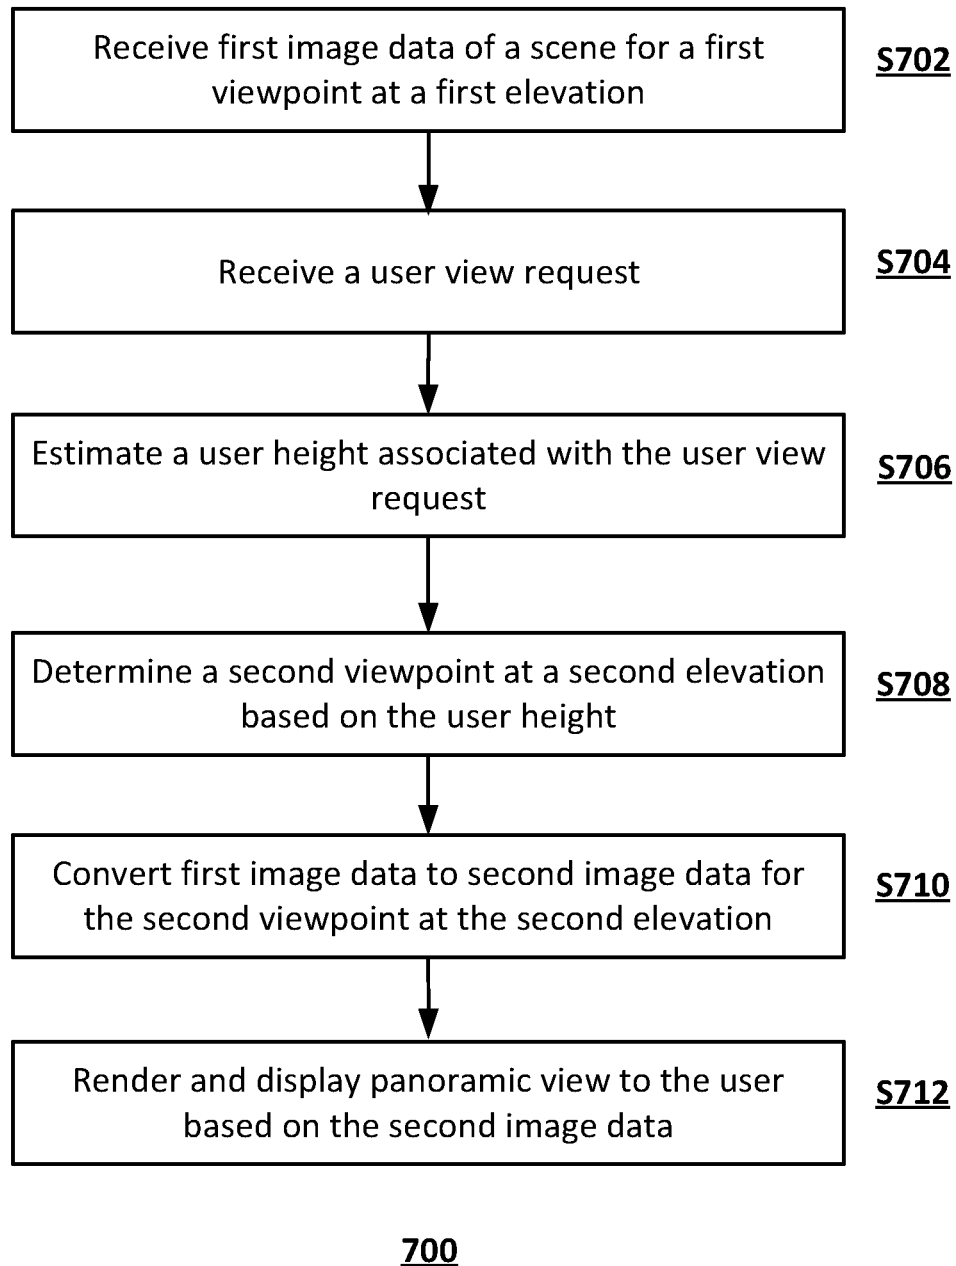 Receive first image data of a scene for a first
viewpoint at a first elevation
S702
Receive a user view request
S704
Estimate a user height associated with the user view
request
S706
Determine a second viewpoint at a second elevation
based on the user height
S708
Convert first image data to second image data for
the second viewpoint at the second elevation
S710
Render and display panoramic view to the user
based on the second image data
S712
700